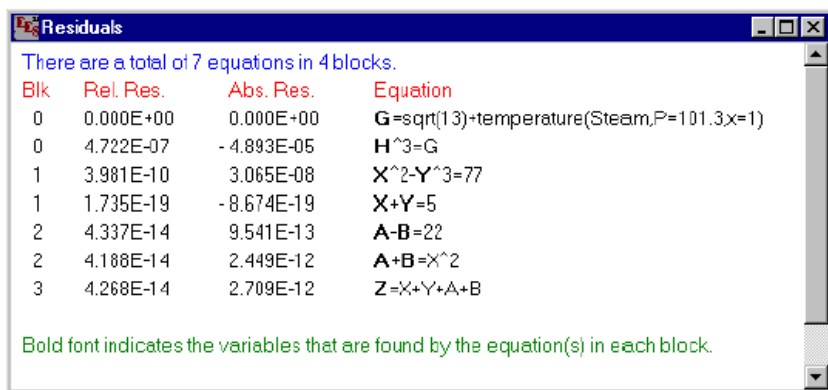 Residuals
There are a total of 7 equations in 4 blocks.
Blk Rel. Res. Abs. Res. Equation
0 0.000E+00 0.000E+00 G=sqrt(13)+temperature(Steam,P=101.3,x=1)
0 4.722E-07 -4.893E-05 H^3=G
1 3.981E-10 3.065E-08 X^2-Y^3=77
1 1.735E-19 -8.674E-19 X+Y=5
2 4.337E-14 9.541E-13 A-B=22
2 4.188E-14 2.449E-12 A+B=X^2
3 4.268E-14 2.709E-12 Z=X+Y+A+B
Bold font indicates the variables that are found by the equation(s) in each block.